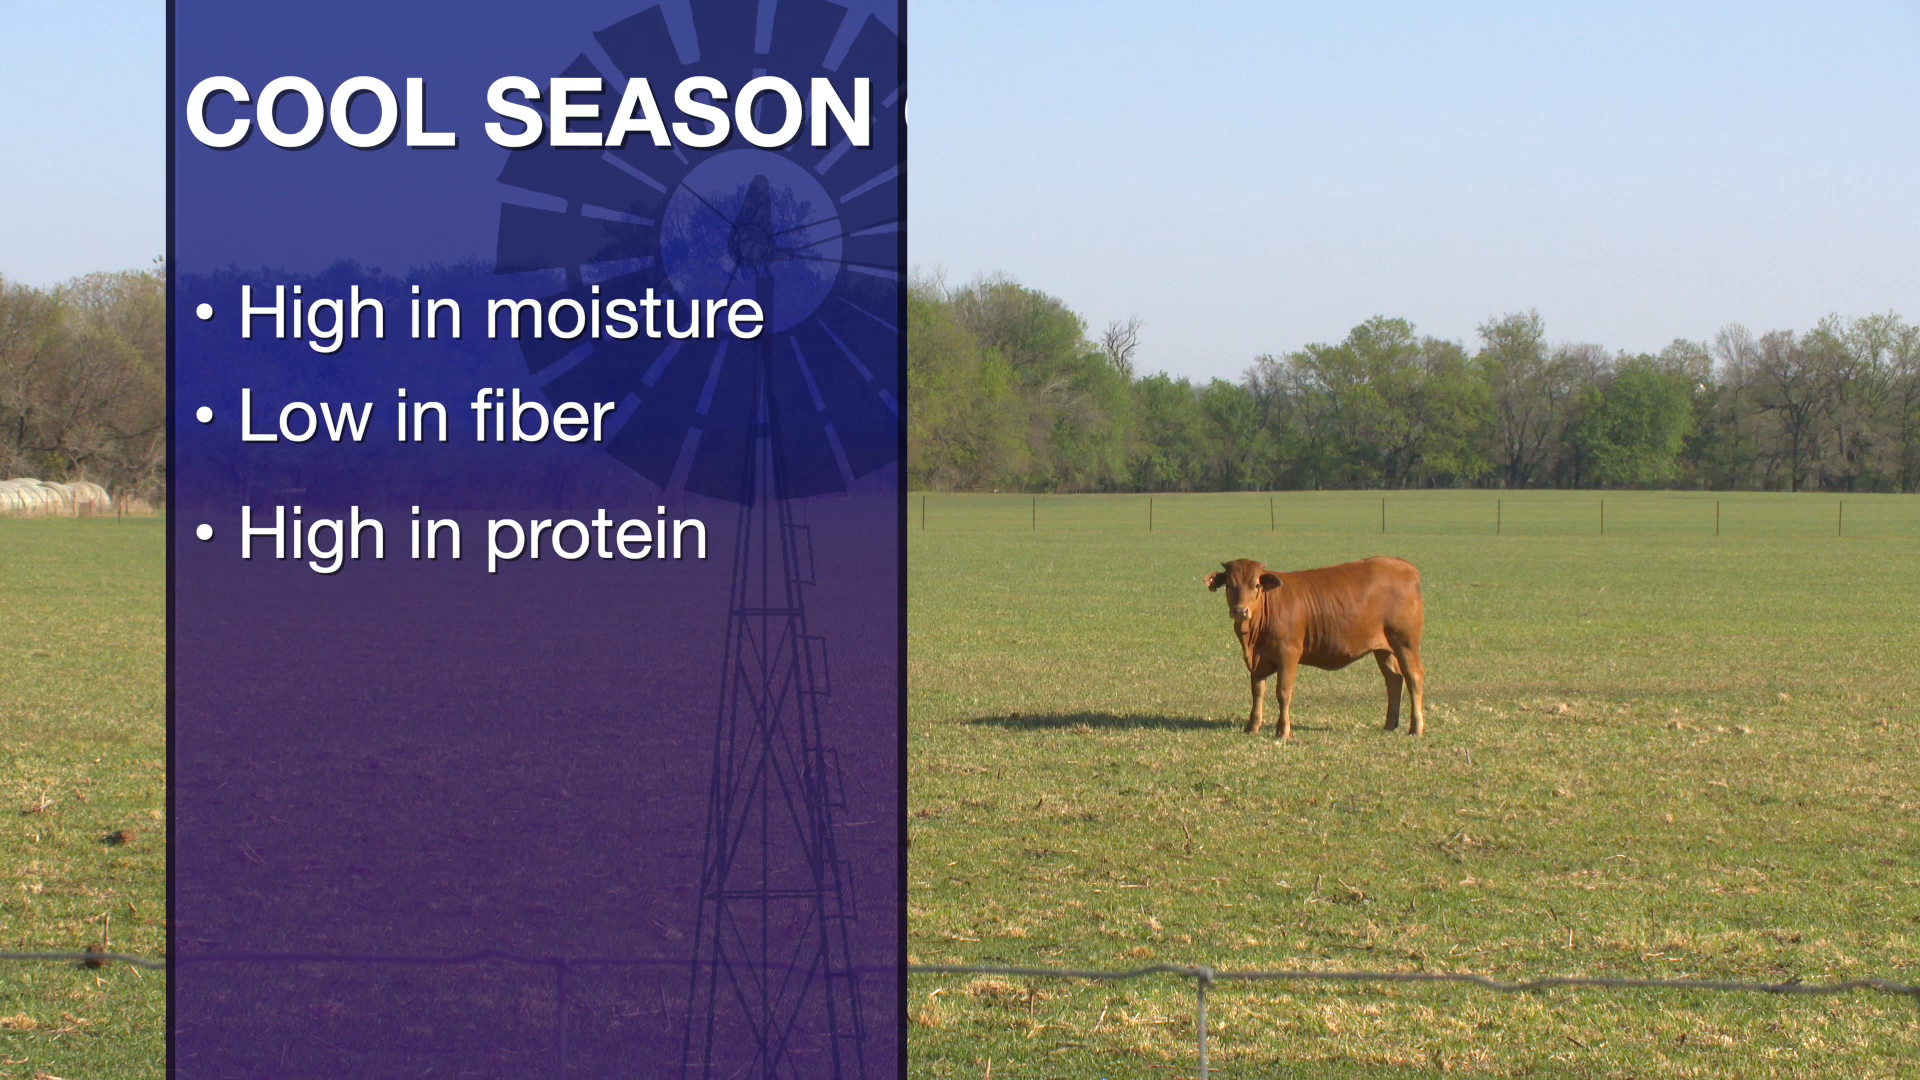 COOL SEASON
• High in moisture
• Low in fiber
• High in protein